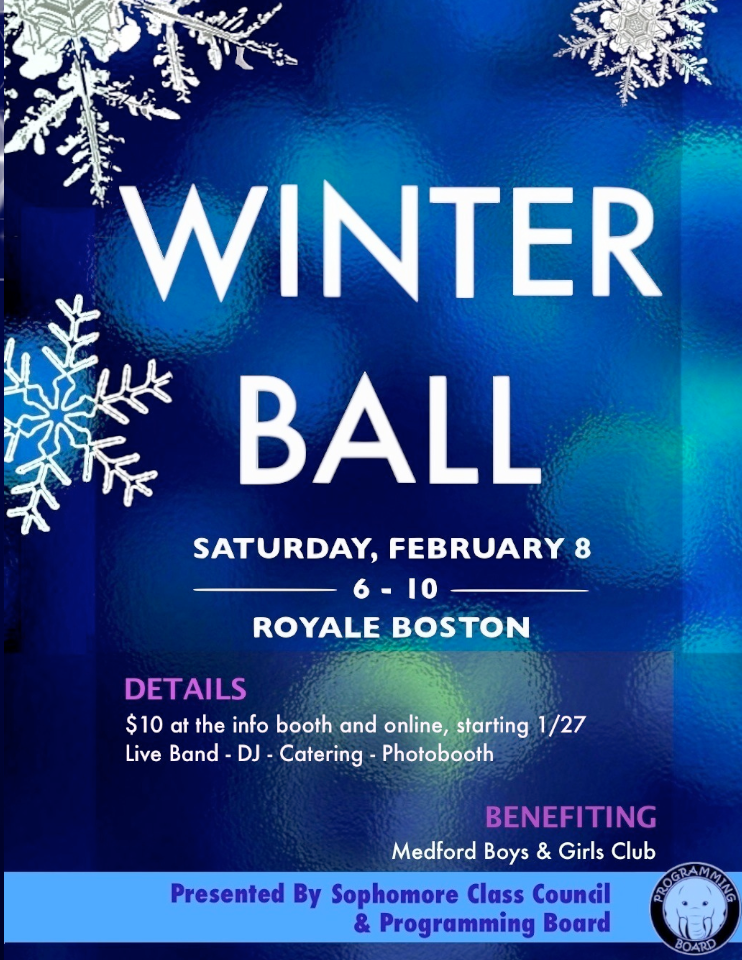 WINTER
BALL
SATURDAY, FEBRUARY 8
6 - 10
ROYALE BOSTON
DETAILS
$10 at the info booth and online, starting 1/27
Live Band - DJ - Catering - Photobooth
BENEFITING
Medford Boys & Girls Club
Presented By Sophomore Class Council
& Programming Board
PROGRAMMING
BOARD